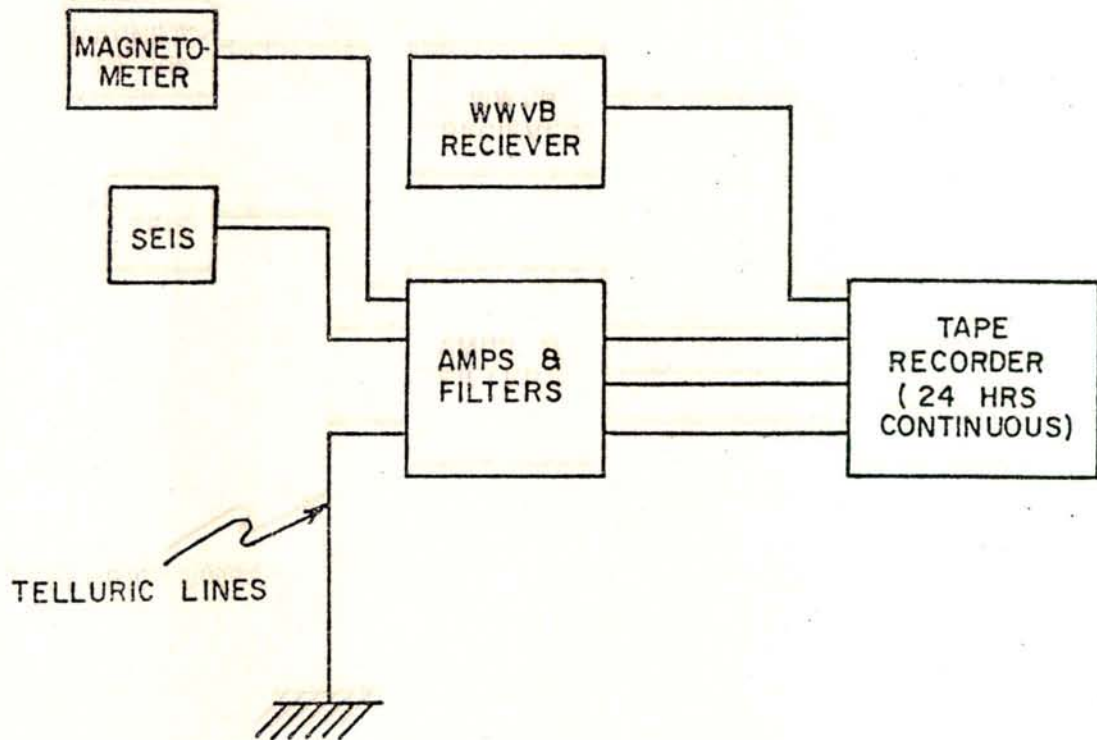 MAGNETO-
METER
WWVB
RECIEVER
SEIS
AMPS &
FILTERS
TAPE
RECORDER
( 24 HRS
CONTINUOUS)
TELLURIC LINES